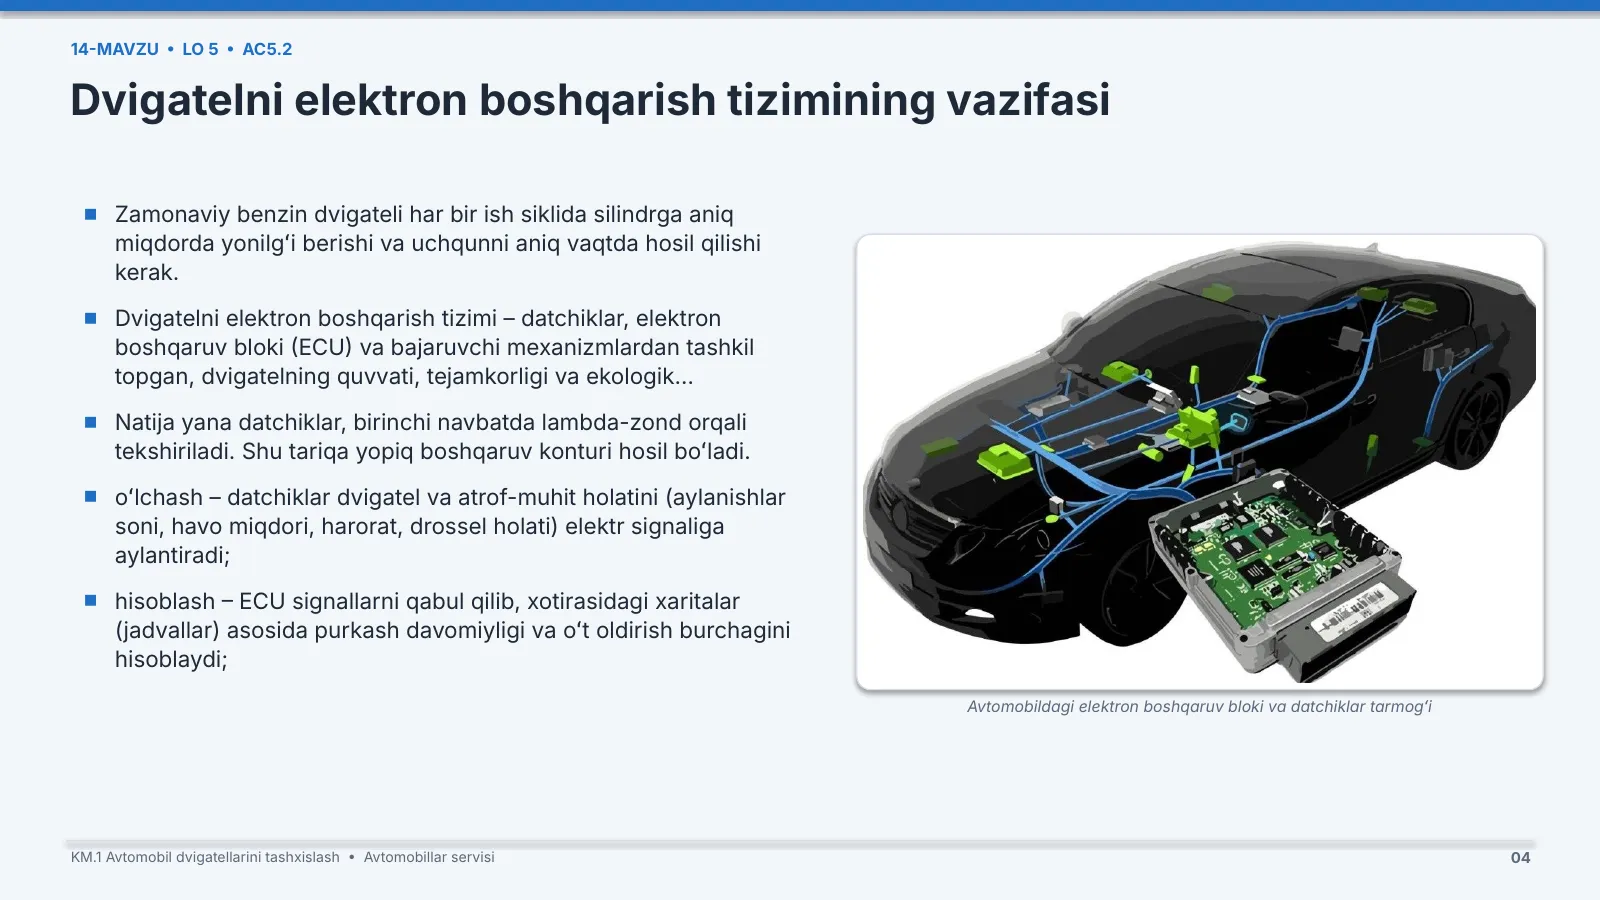 14-MAVZU • LO 5 • AC5.2
Dvigatelni elektron boshqarish tizimining vazifasi
Zamonaviy benzin dvigateli har bir ish siklida silindrga aniq
miqdorda yonilgʻi berishi va uchqunni aniq vaqtda hosil qilishi
kerak.
Dvigatelni elektron boshqarish tizimi – datchiklar, elektron
boshqaruv bloki (ECU) va bajaruvchi mexanizmlardan tashkil
topgan, dvigatelning quvvati, tejamkorligi va ekologik...
Natija yana datchiklar, birinchi navbatda lambda-zond orqali
tekshiriladi. Shu tariqa yopiq boshqaruv konturi hosil boʻladi.
oʻlchash – datchiklar dvigatel va atrof-muhit holatini (aylanishlar
soni, havo miqdori, harorat, drossel holati) elektr signaliga
aylantiradi;
hisoblash – ECU signallarni qabul qilib, xotirasidagi xaritalar
(jadvallar) asosida purkash davomiyligi va oʻt oldirish burchagini
hisoblaydi;
Avtomobildagi elektron boshqaruv bloki va datchiklar tarmogʻi
KM.1 Avtomobil dvigatellarini tashxislash • Avtomobillar servisi
04